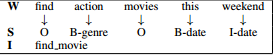 W find action movies this weekend
↓ ↓ ↓ ↓ ↓
S O B-genre O B-date I-date
I find_movie